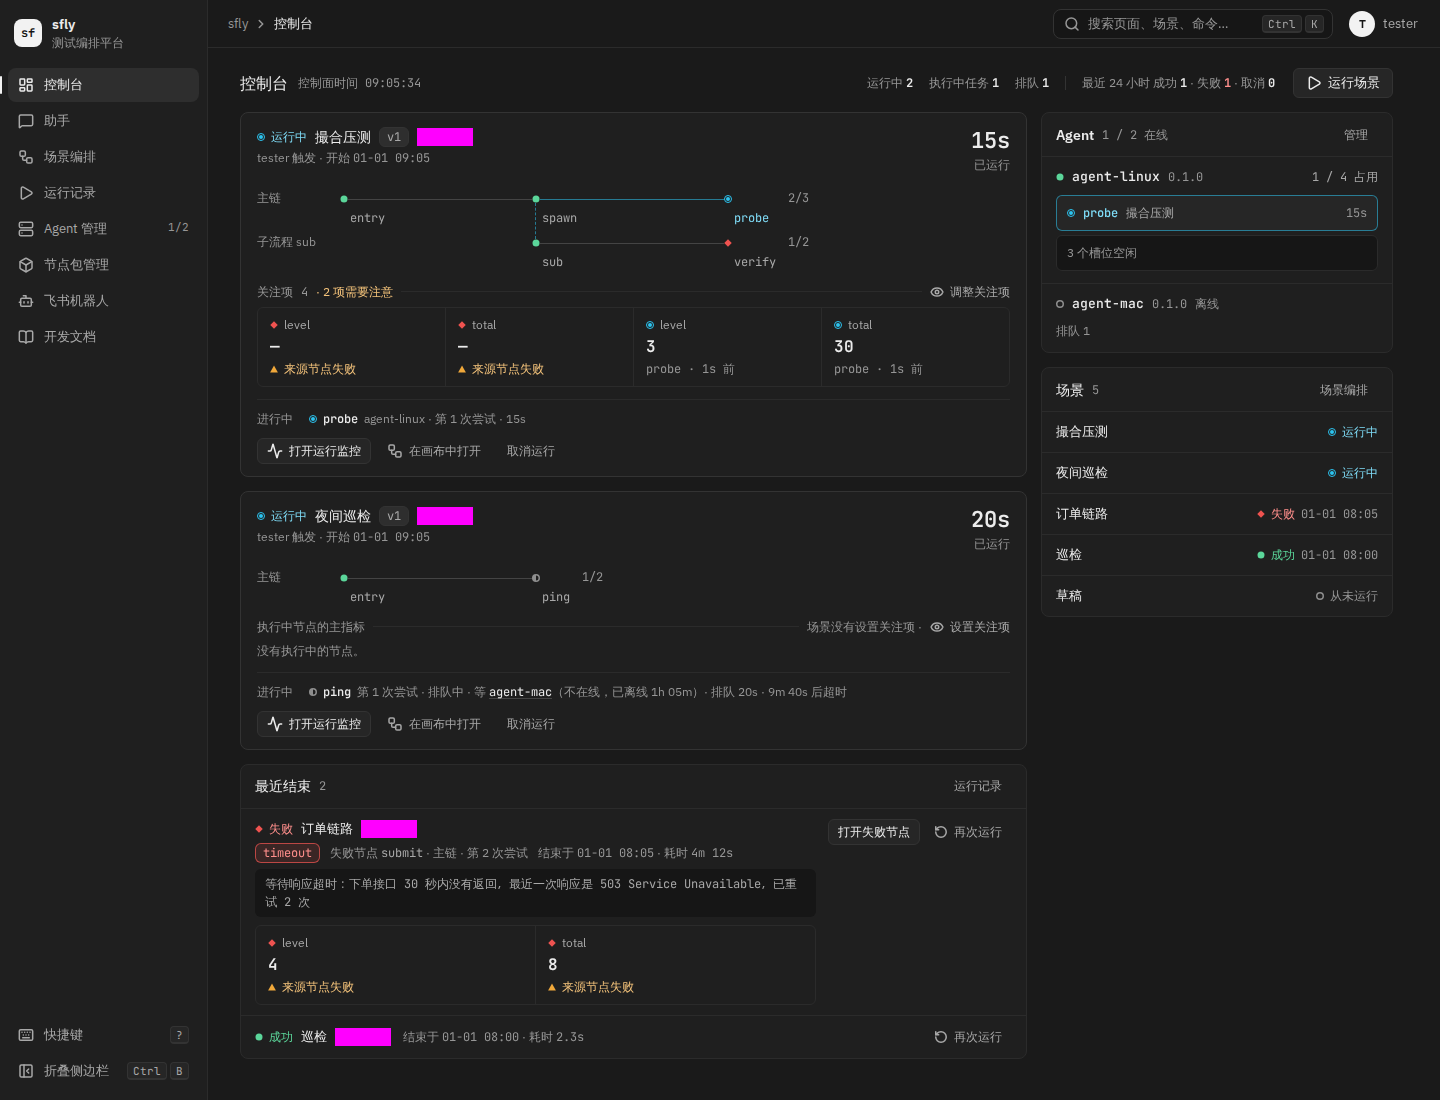 sf
sfly
测试编排平台
控制台
助手
场景编排
运行记录
Agent 管理 1/2
节点包管理
飞书机器人
开发文档
快捷键 ?
折叠侧边栏 Ctrl B
sfly > 控制台
搜索页面、场景、命令... Ctrl K
T tester
控制台 控制面时间 09:05:34
运行中 2 执行中任务 1 排队 1 最近 24 小时 成功 1 · 失败 1 · 取消 0
运行场景
运行中 撮合压测 v1
tester 触发 · 开始 01-01 09:05
15s
已运行
主链 2/3
entry spawn probe
子流程 sub 1/2
sub verify
关注项 4 · 2 项需要注意 调整关注项
level total level total
— — 3 30
来源节点失败 来源节点失败 probe · 1s 前 probe · 1s 前
进行中 probe agent-linux · 第 1 次尝试 · 15s
打开运行监控 在画布中打开 取消运行
运行中 夜间巡检 v1
tester 触发 · 开始 01-01 09:05
20s
已运行
主链 1/2
entry ping
执行中节点的主指标 场景没有设置关注项 · 设置关注项
没有执行中的节点。
进行中 ping 第 1 次尝试 · 排队中 · 等 agent-mac（不在线，已离线 1h 05m）· 排队 20s · 9m 40s 后超时
打开运行监控 在画布中打开 取消运行
最近结束 2 运行记录
失败 订单链路
打开失败节点 再次运行
timeout 失败节点 submit · 主链 · 第 2 次尝试 结束于 01-01 08:05 · 耗时 4m 12s
等待响应超时：下单接口 30 秒内没有返回，最近一次响应是 503 Service Unavailable，已重
试 2 次
level total
4 8
来源节点失败 来源节点失败
成功 巡检 结束于 01-01 08:00 · 耗时 2.3s 再次运行
Agent 1 / 2 在线 管理
agent-linux 0.1.0 1 / 4 占用
probe 撮合压测 15s
3 个槽位空闲
agent-mac 0.1.0 离线
排队 1
场景 5 场景编排
撮合压测 运行中
夜间巡检 运行中
订单链路 失败 01-01 08:05
巡检 成功 01-01 08:00
草稿 从未运行